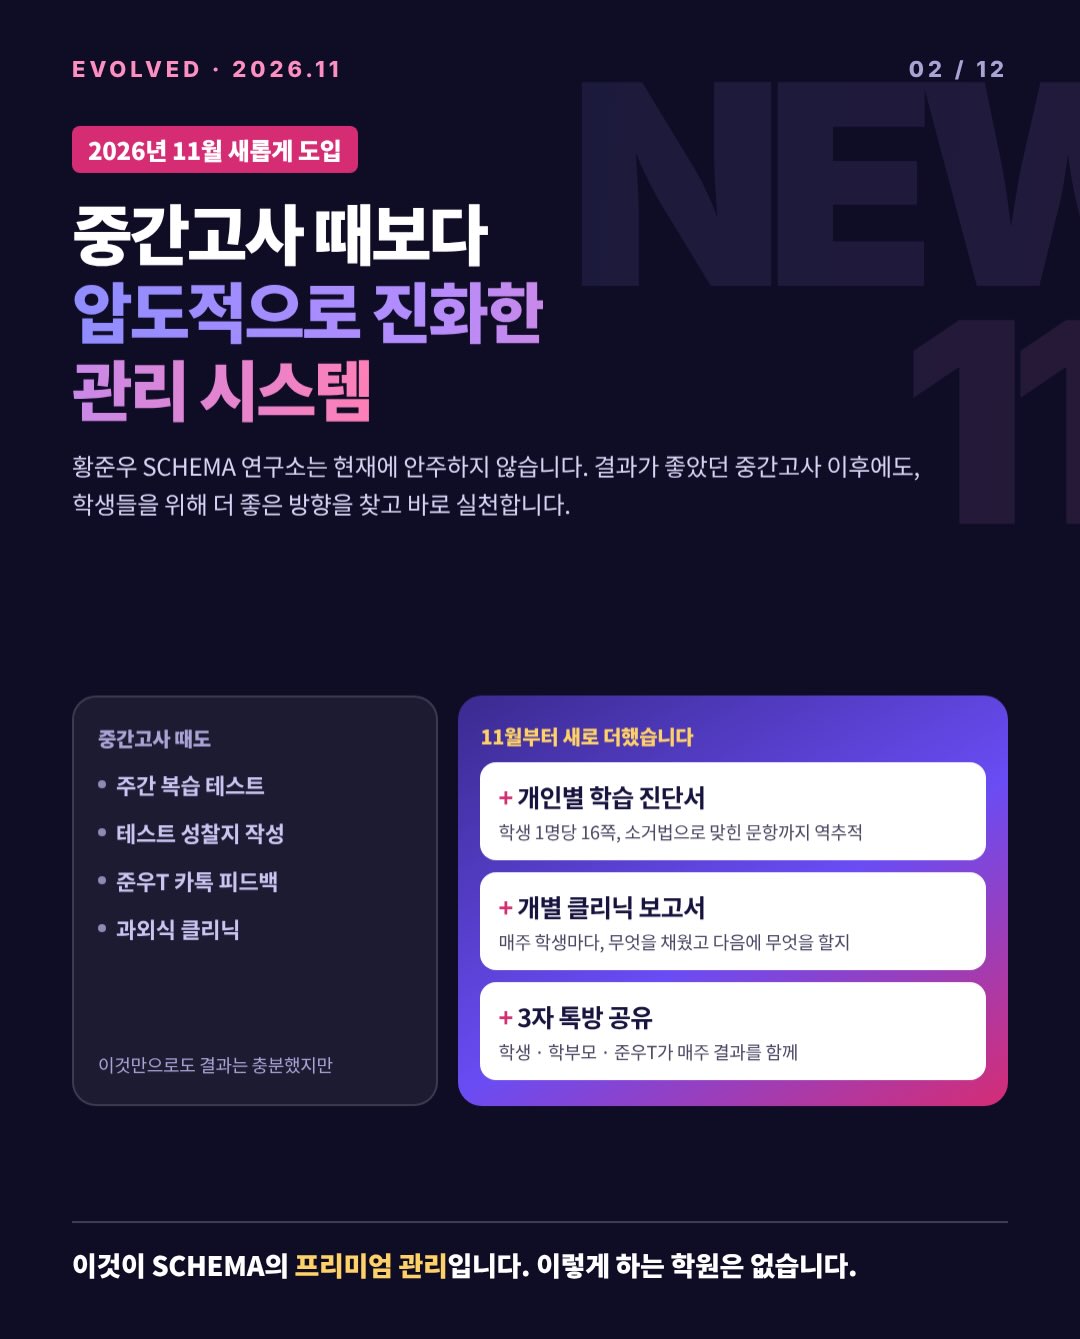 EVOLVED · 2026.11
02 / 12
NEW
11
2026년 11월 새롭게 도입
중간고사 때보다
압도적으로 진화한
관리 시스템
황준우 SCHEMA 연구소는 현재에 안주하지 않습니다. 결과가 좋았던 중간고사 이후에도,
학생들을 위해 더 좋은 방향을 찾고 바로 실천합니다.
중간고사 때도
• 주간 복습 테스트
• 테스트 성찰지 작성
• 준우T 카톡 피드백
• 과외식 클리닉
이것만으로도 결과는 충분했지만
11월부터 새로 더했습니다
+ 개인별 학습 진단서
학생 1명당 16쪽, 소거법으로 맞힌 문항까지 역추적
+ 개별 클리닉 보고서
매주 학생마다, 무엇을 채웠고 다음에 무엇을 할지
+ 3자 톡방 공유
학생 · 학부모 · 준우T가 매주 결과를 함께
이것이 SCHEMA의 프리미엄 관리입니다. 이렇게 하는 학원은 없습니다.